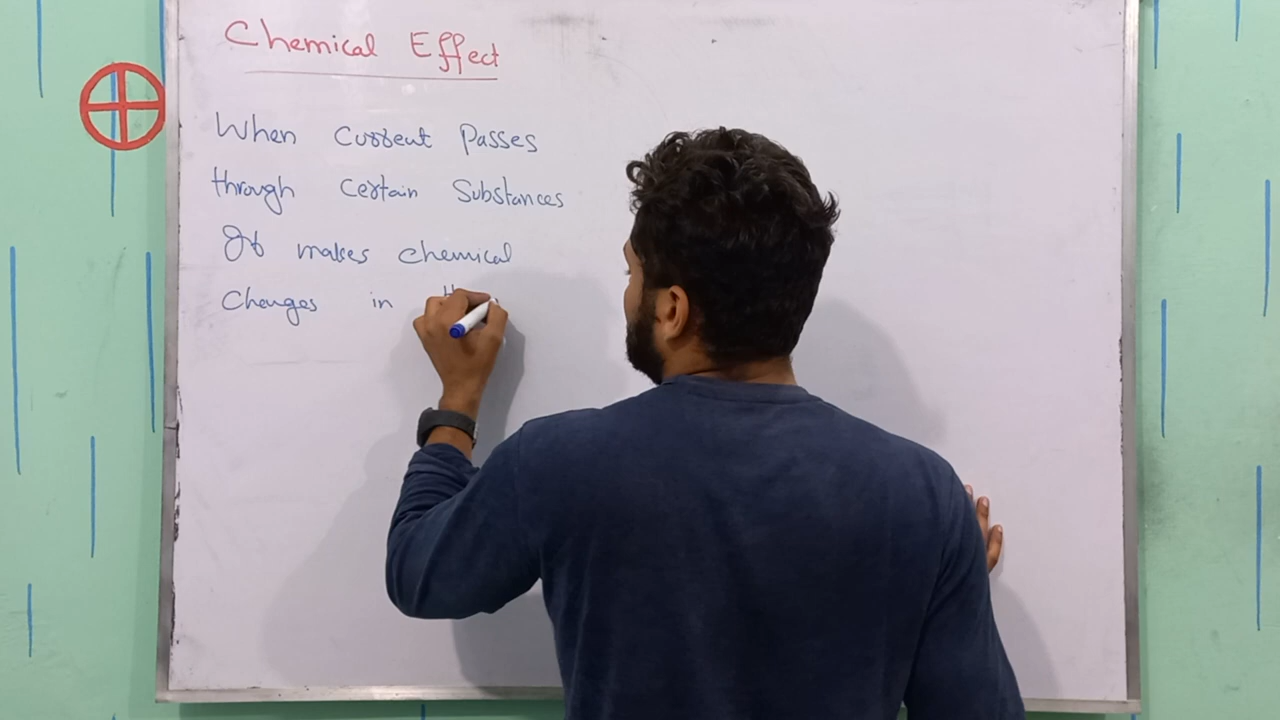 Chemical Effect
When Current Passes
through Certain Substances
It makes chemical
Changes in